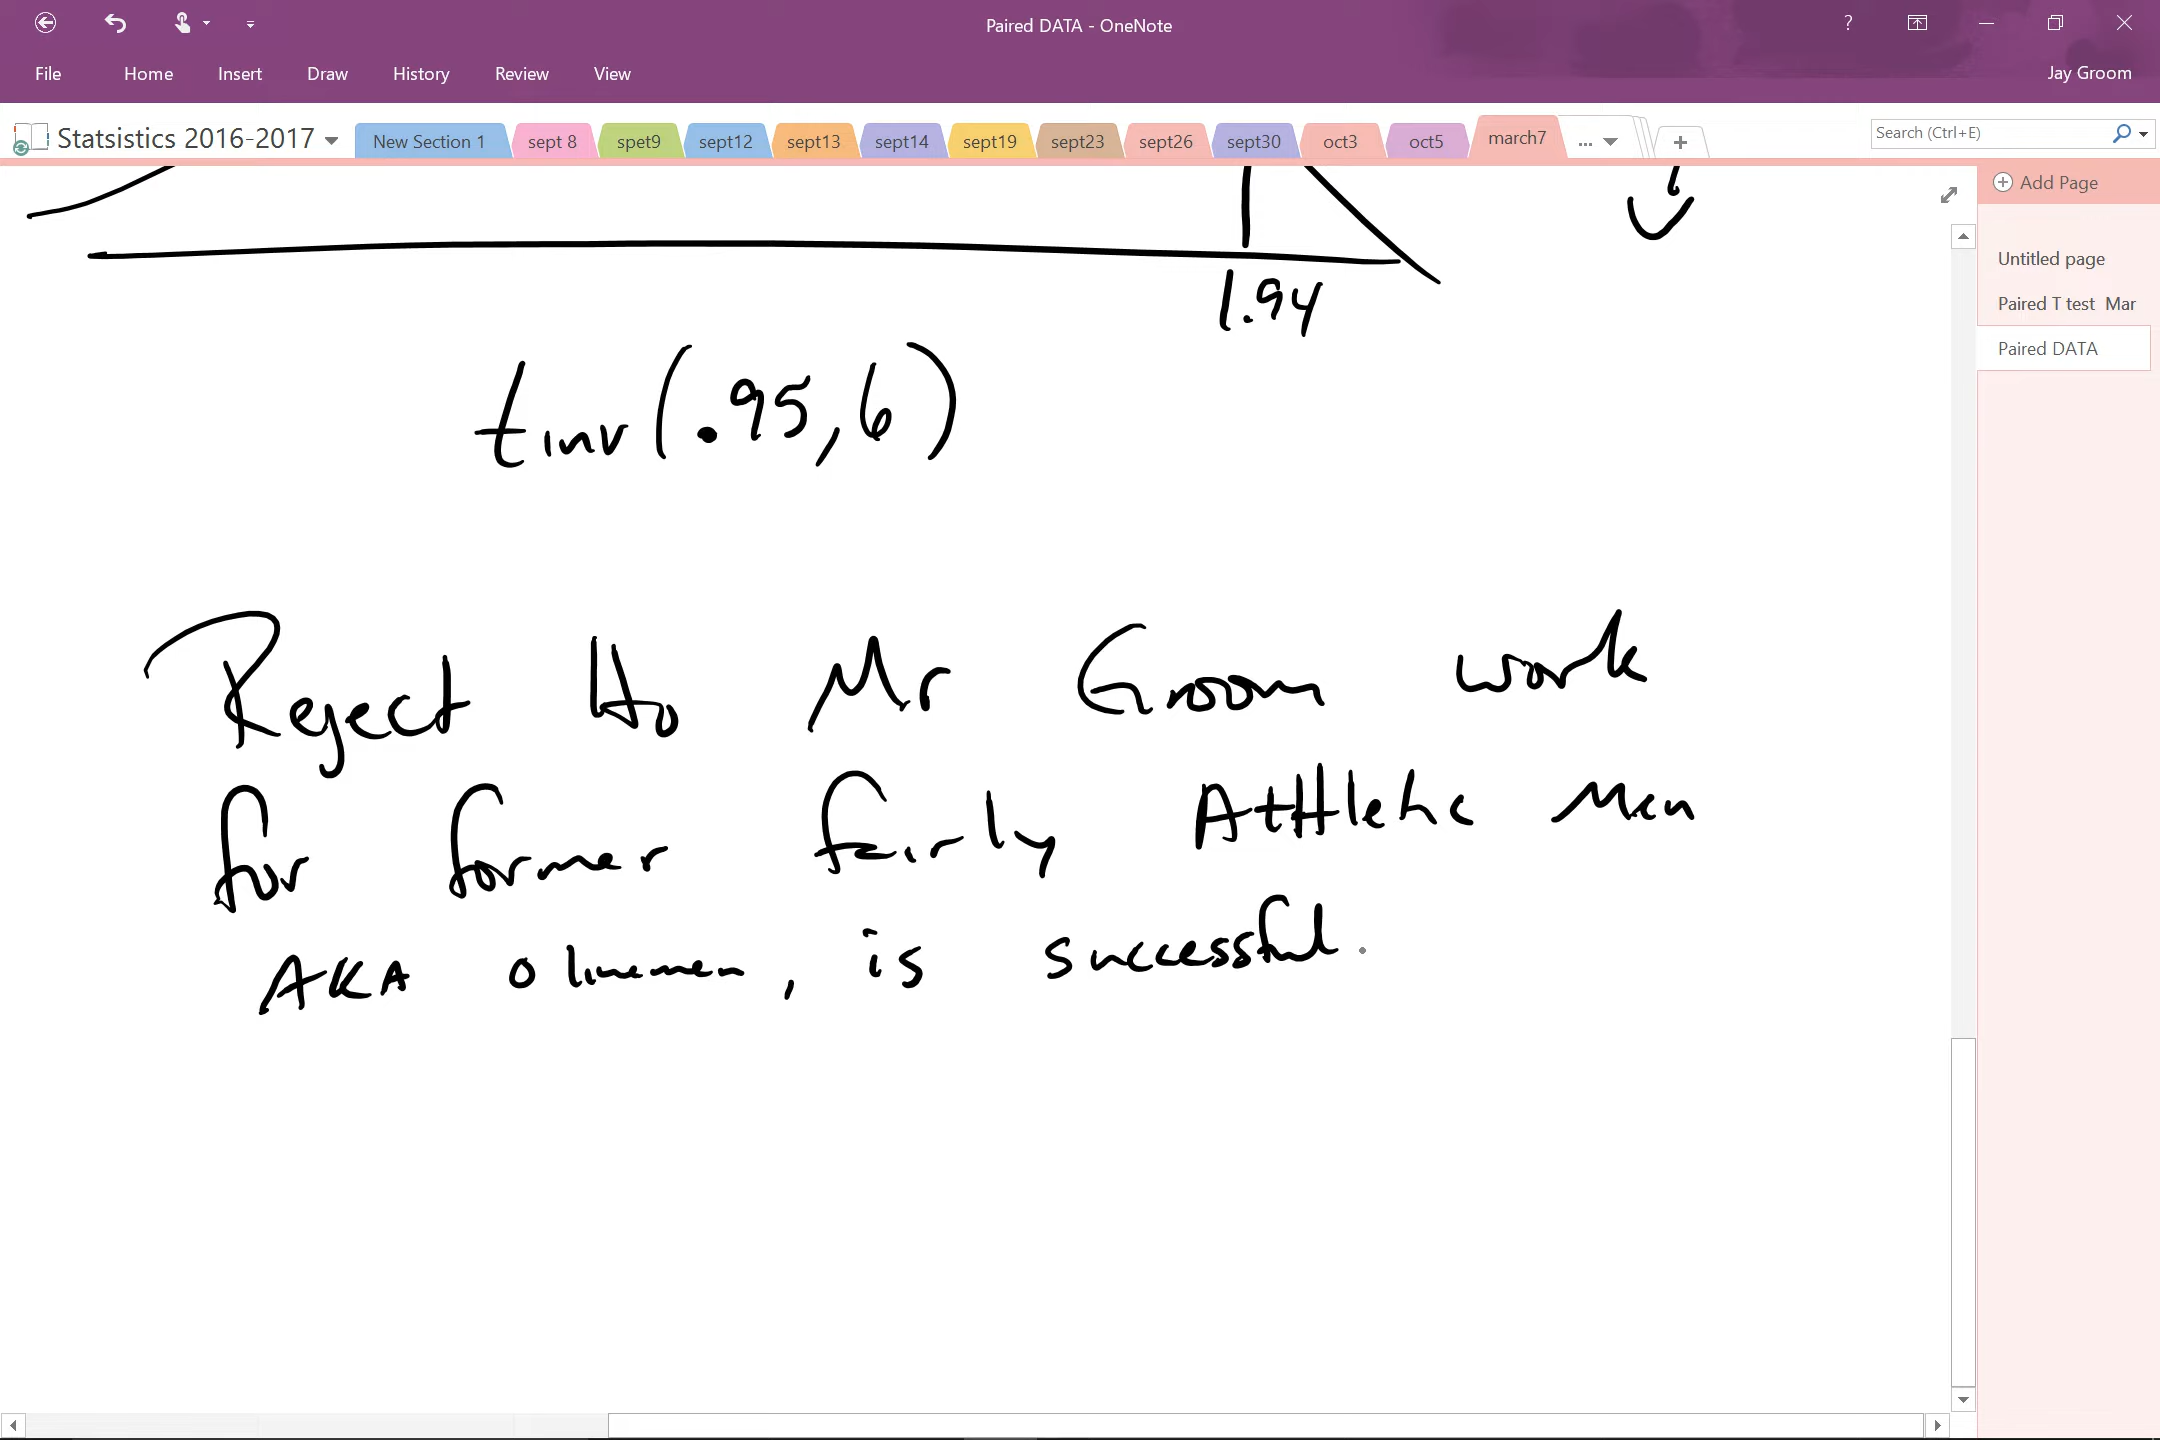 Paired DATA - OneNote
?
File Home Insert Draw History Review View
Jay Groom
Statsistics 2016-2017
New Section 1 sept 8 spet9 sept12 sept13 sept14 sept19 sept23 sept26 sept30 oct3 oct5 march7 ... +
Search (Ctrl+E)
Add Page
Untitled page
Paired T test Mar
Paired DATA
1.94
tinv(.95,6)
Reject Ho Mr Groom work
for former fairly AtHletic Men
AKA o linemen, is successful.